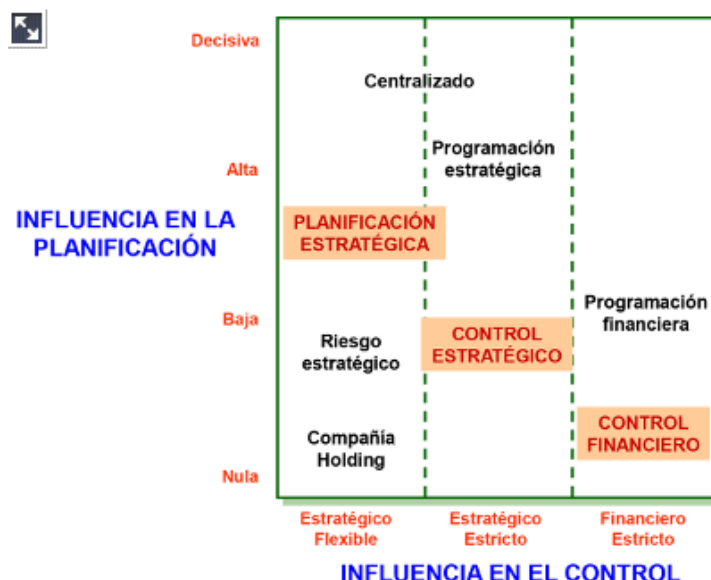 Decisiva
Centralizado
Programación
estratégica
Alta
INFLUENCIA EN LA
PLANIFICACIÓN
PLANIFICACIÓN
ESTRATÉGICA
Programación
financiera
Baja
Riesgo
estratégico
CONTROL
ESTRATÉGICO
Compañía
Holding
CONTROL
FINANCIERO
Nula
Estratégico
Flexible
Estratégico
Estricto
Financiero
Estricto
INFLUENCIA EN EL CONTROL